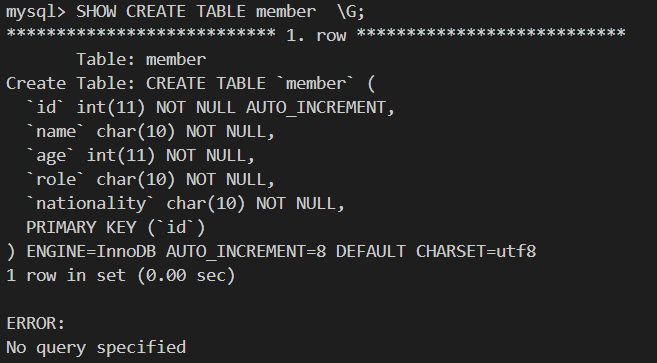 mysql> SHOW CREATE TABLE member  \G;
*************************** 1. row ***************************
       Table: member
Create Table: CREATE TABLE `member` (
  `id` int(11) NOT NULL AUTO_INCREMENT,
  `name` char(10) NOT NULL,
  `age` int(11) NOT NULL,
  `role` char(10) NOT NULL,
  `nationality` char(10) NOT NULL,
  PRIMARY KEY (`id`)
) ENGINE=InnoDB AUTO_INCREMENT=8 DEFAULT CHARSET=utf8
1 row in set (0.00 sec)

ERROR:
No query specified